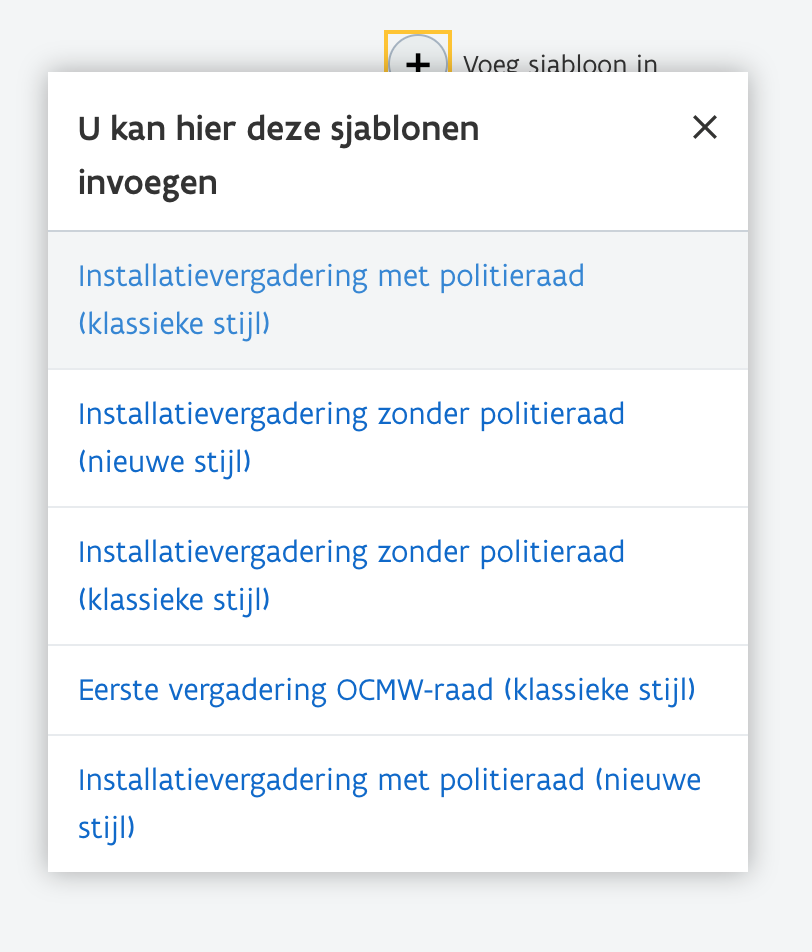 Voeg sjabloon in
U kan hier deze sjablonen
invoegen
Installatievergadering met politieraad
(klassieke stijl)
Installatievergadering zonder politieraad
(nieuwe stijl)
Installatievergadering zonder politieraad
(klassieke stijl)
Eerste vergadering OCMW-raad (klassieke stijl)
Installatievergadering met politieraad (nieuwe
stijl)